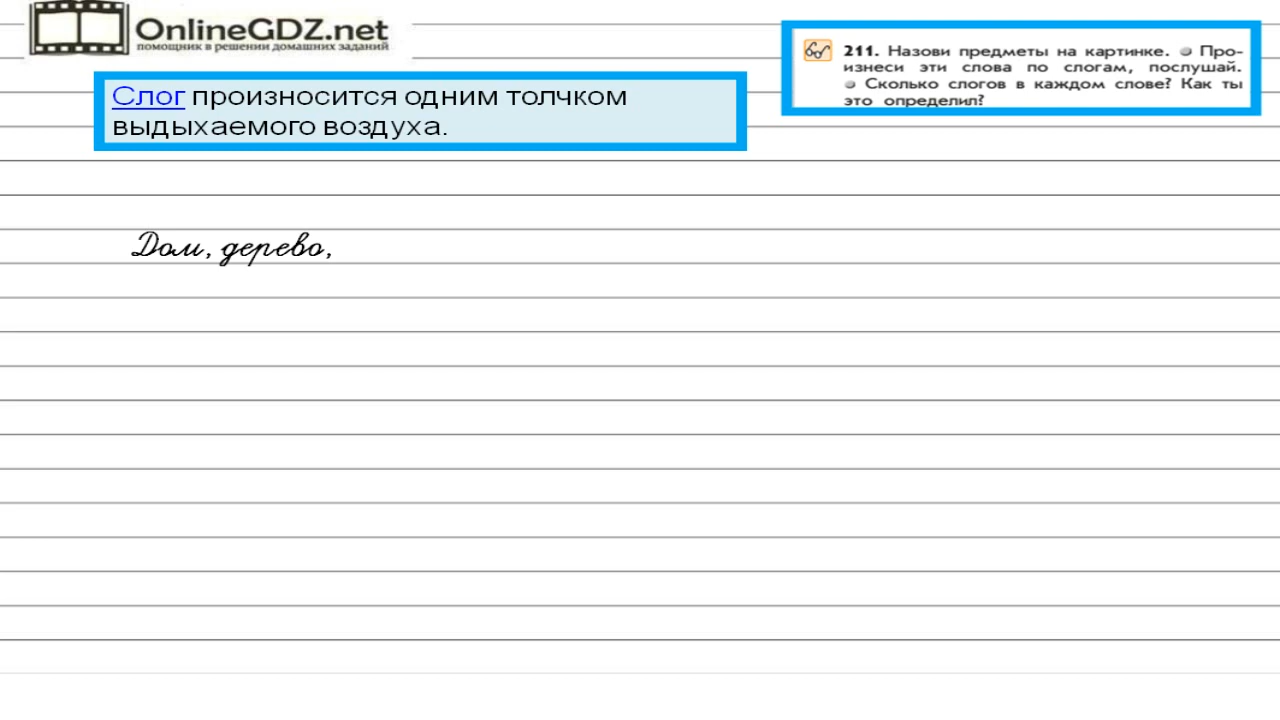 OnlineGDZ.net
помощник в решении домашних заданий
Слог произносится одним толчком
выдыхаемого воздуха.
211. Назови предметы на картинке. Про-
изнеси эти слова по слогам, послушай.
Сколько слогов в каждом слове? Как ты
это определил?
Дом, дерево,